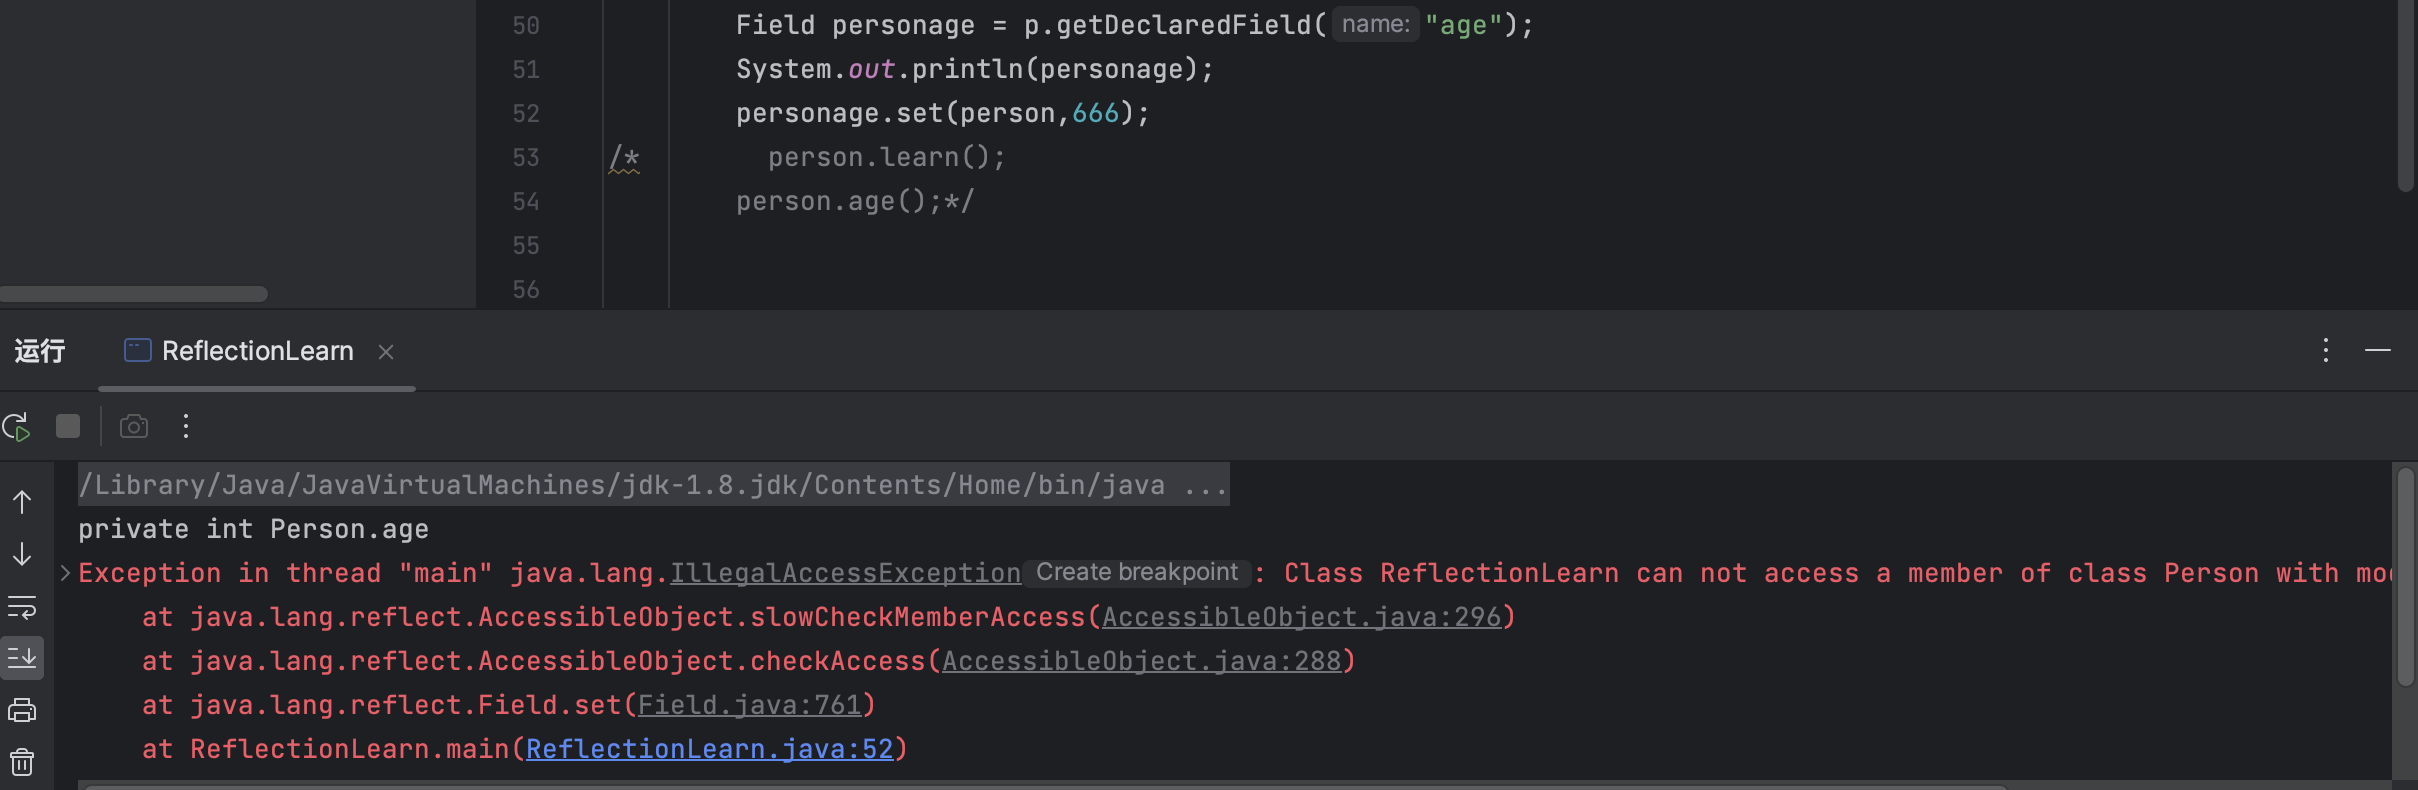 50 Field personage = p.getDeclaredField( name: "age");
51 System.out.println(personage);
52 personage.set(person,666);
53 /* person.learn();
54 person.age();*/
55
56
运行 ReflectionLearn
/Library/Java/JavaVirtualMachines/jdk-1.8.jdk/Contents/Home/bin/java ...
private int Person.age
Exception in thread "main" java.lang.IllegalAccessException Create breakpoint : Class ReflectionLearn can not access a member of class Person with
at java.lang.reflect.AccessibleObject.slowCheckMemberAccess(AccessibleObject.java:296)
at java.lang.reflect.AccessibleObject.checkAccess(AccessibleObject.java:288)
at java.lang.reflect.Field.set(Field.java:761)
at ReflectionLearn.main(ReflectionLearn.java:52)